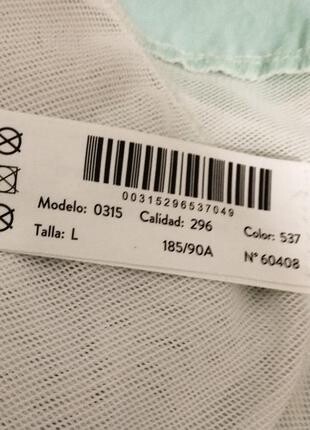 00315296537049
Modelo: 0315 Calidad: 296 Color: 537
Talla: L 185/90A Nº 60408